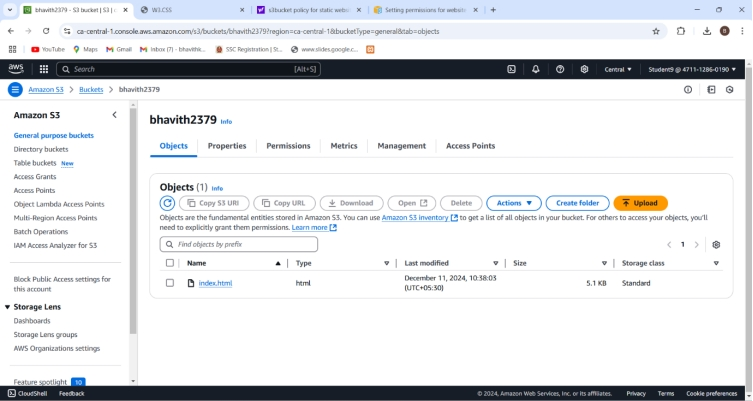 bhavith2379 - S3 bucket | S3 |
W3.CSS
s3bucket policy for static webs
Setting permissions for website
ca-central-1.console.aws.amazon.com/s3/buckets/bhavith2379?region=ca-central-1&bucketType=general&tab=objects
YouTube
Maps
Gmail
Inbox (7) - bhavithk...
SSC Registration | St...
www.slides.google.c...
aws
Search
[Alt+S]
Central
Student9 @ 4711-1286-0190
Amazon S3 > Buckets > bhavith2379
Amazon S3
General purpose buckets
Directory buckets
Table buckets New
Access Grants
Access Points
Object Lambda Access Points
Multi-Region Access Points
Batch Operations
IAM Access Analyzer for S3
Block Public Access settings for
this account
Storage Lens
Dashboards
Storage Lens groups
AWS Organizations settings
Feature spotlight 10
bhavith2379 Info
Objects
Properties
Permissions
Metrics
Management
Access Points
Objects (1) Info
Copy S3 URI
Copy URL
Download
Open
Delete
Actions
Create folder
Upload
Objects are the fundamental entities stored in Amazon S3. You can use Amazon S3 inventory to get a list of all objects in your bucket. For others to access your objects, you'll
need to explicitly grant them permissions. Learn more
Find objects by prefix
1
Name
Type
Last modified
Size
Storage class
index.html
html
December 11, 2024, 10:38:03
(UTC+05:30)
5.1 KB
Standard
CloudShell
Feedback
© 2024, Amazon Web Services, Inc. or its affiliates.
Privacy
Terms
Cookie preferences